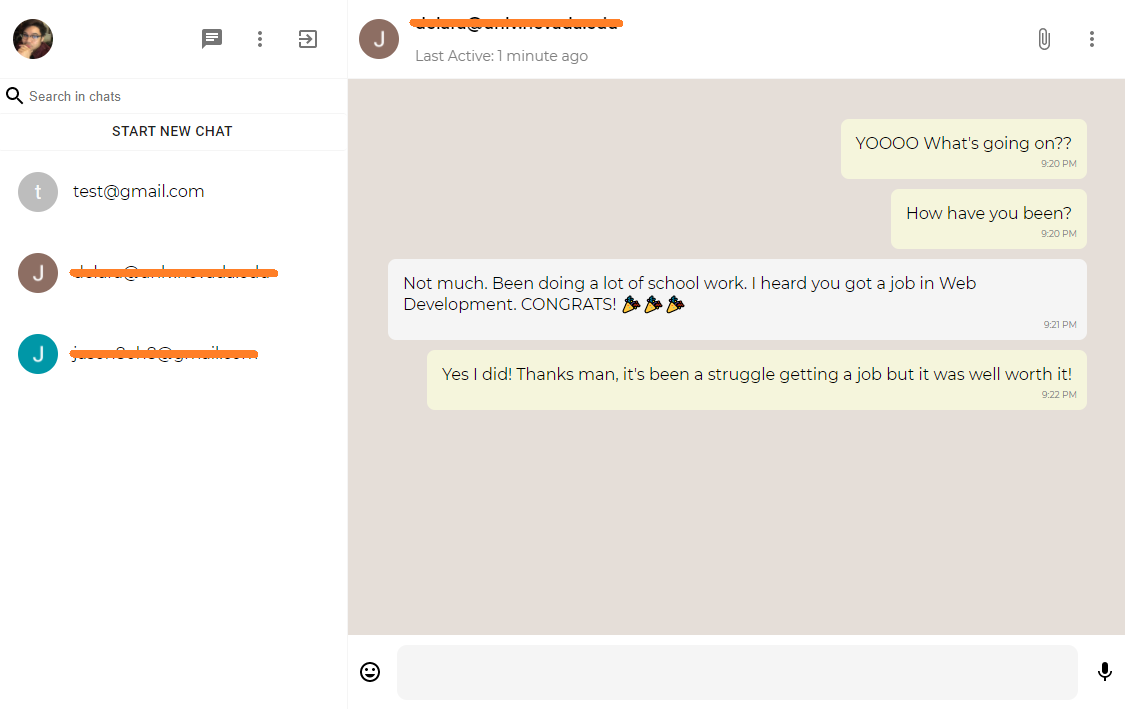 Search in chats
START NEW CHAT
t
test@gmail.com
J
J
J
Last Active: 1 minute ago
YOOOO What's going on??
9:20 PM
How have you been?
9:20 PM
Not much. Been doing a lot of school work. I heard you got a job in Web
Development. CONGRATS! 🎉🎉🎉
9:21 PM
Yes I did! Thanks man, it's been a struggle getting a job but it was well worth it!
9:22 PM